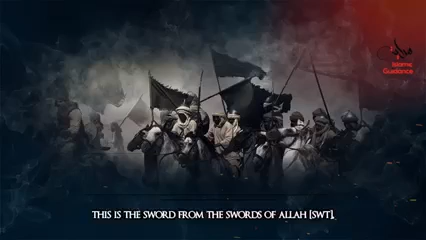 Islamic
Guidance
THIS IS THE SWORD FROM THE SWORDS OF ALLAH [SWT],